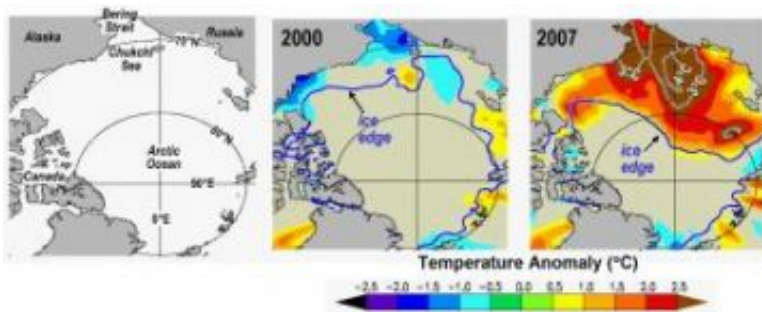 Bering
Strait
Alaska
Russia
70°N
Chukchi
Sea
Arctic
Ocean
Canada
90°E
0°E
2000
ice
edge
2007
ice
edge
Temperature Anomaly (°C)
-2.5 -2.0 -1.5 -1.0 -0.5 0.0 0.5 1.0 1.5 2.0 2.5